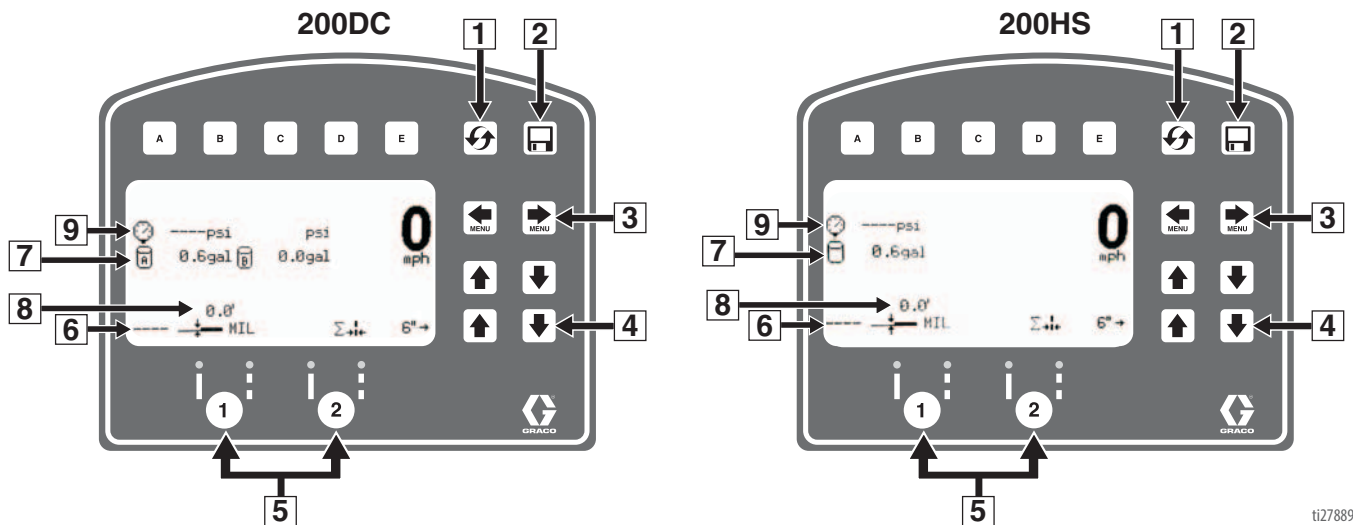 200DC
1 2
A B C D E
9 ----psi psi 0
7 A 0.6gal B 0.0gal mph
MENU MENU 3
8 0.0'
6 ---- MIL Σ 6"→ 4
1 2
GRACO
5
200HS
1 2
A B C D E
9 ----psi 0
7 0.6gal mph
MENU MENU 3
8 0.0'
6 ---- MIL Σ 6"→ 4
1 2
GRACO
5
ti27889